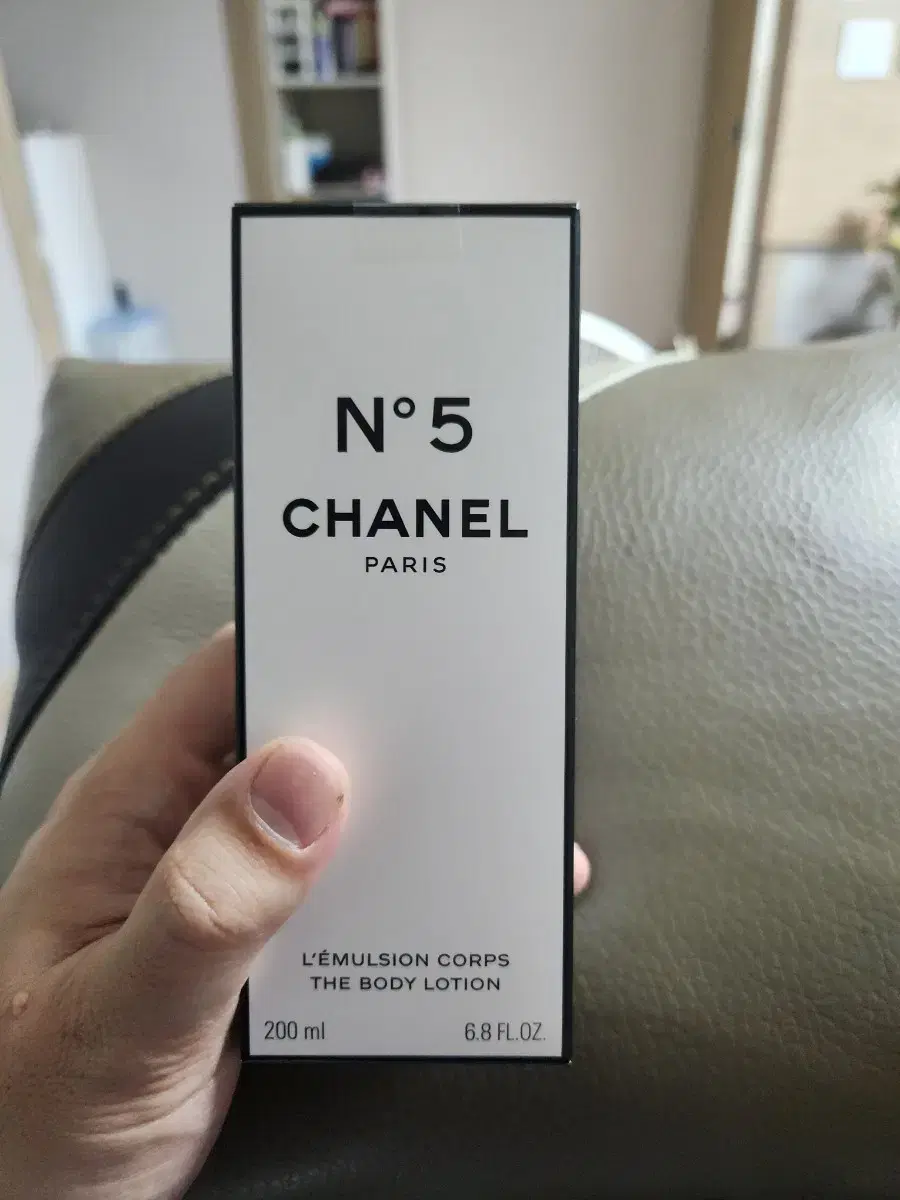 N°5
CHANEL
PARIS
L'ÉMULSION CORPS
THE BODY LOTION
200 ml
6.8 FL.OZ.